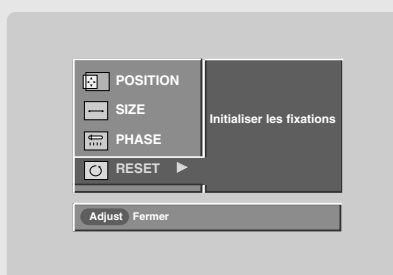 POSITION
SIZE
Initialiser les fixations
PHASE
RESET
Adjust Fermer